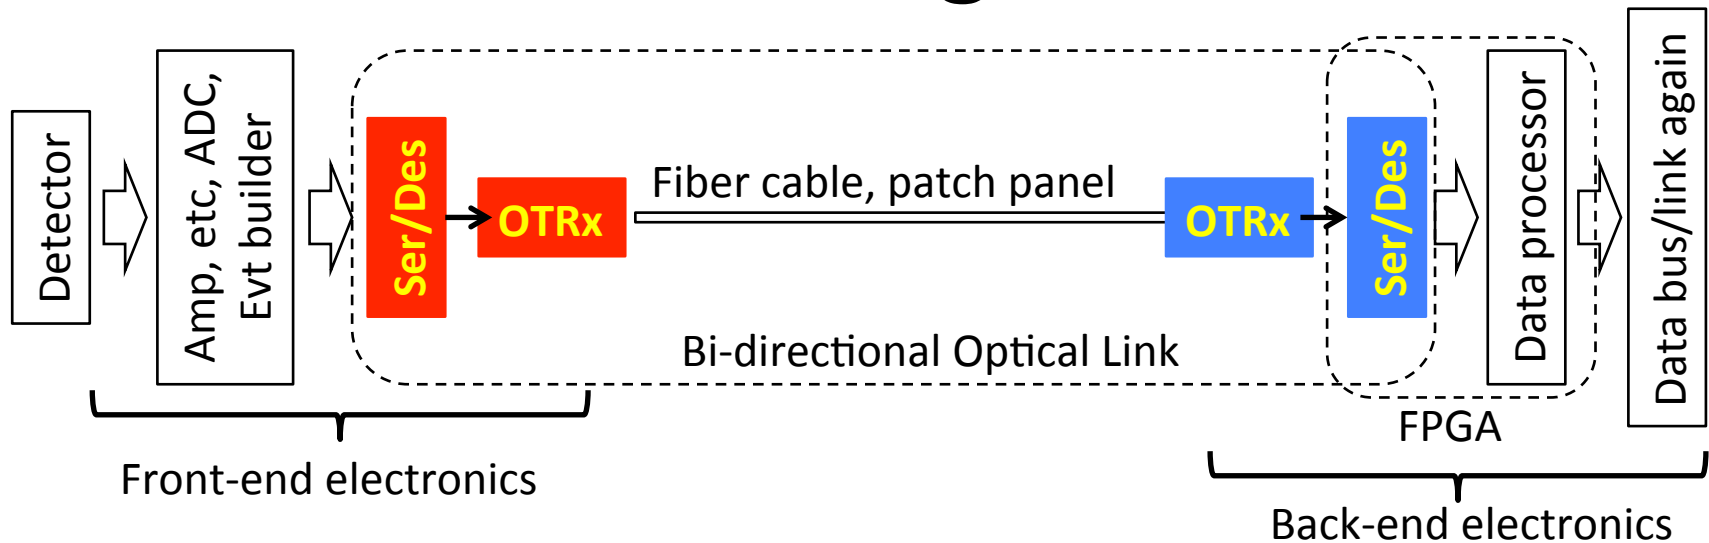 Detector
Amp, etc, ADC,
Evt builder
Ser/Des
OTRx
Fiber cable, patch panel
OTRx
Ser/Des
Data processor
Data bus/link again
Bi-directional Optical Link
FPGA
Front-end electronics
Back-end electronics